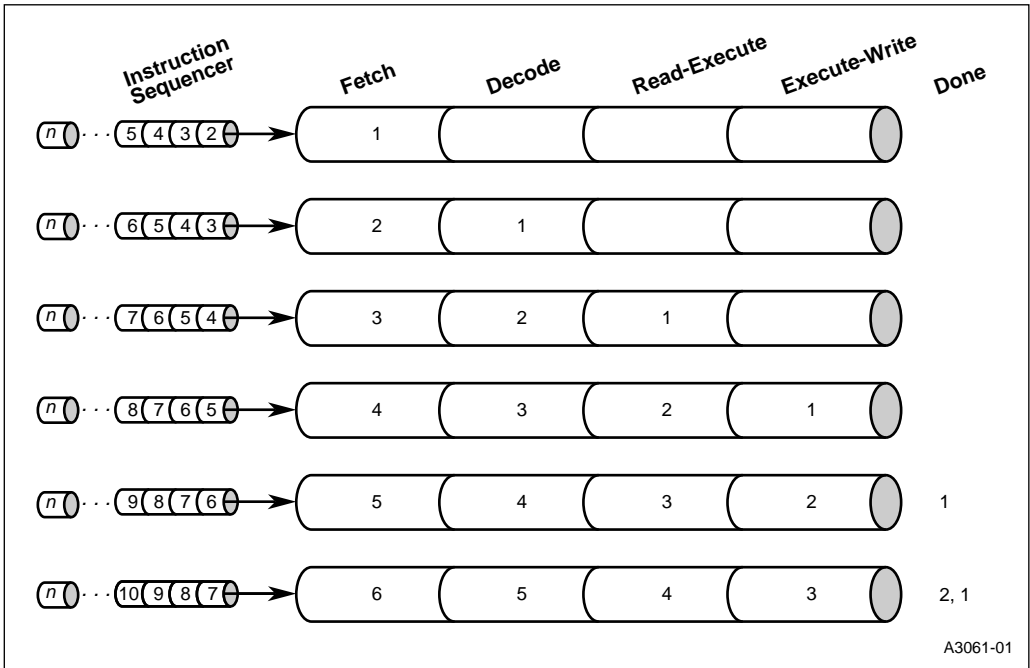 Instruction Sequencer Fetch Decode Read-Execute Execute-Write Done
n . . . 5 4 3 2 1
n . . . 6 5 4 3 2 1
n . . . 7 6 5 4 3 2 1
n . . . 8 7 6 5 4 3 2 1
n . . . 9 8 7 6 5 4 3 2 1
n . . . 10 9 8 7 6 5 4 3 2, 1
A3061-01